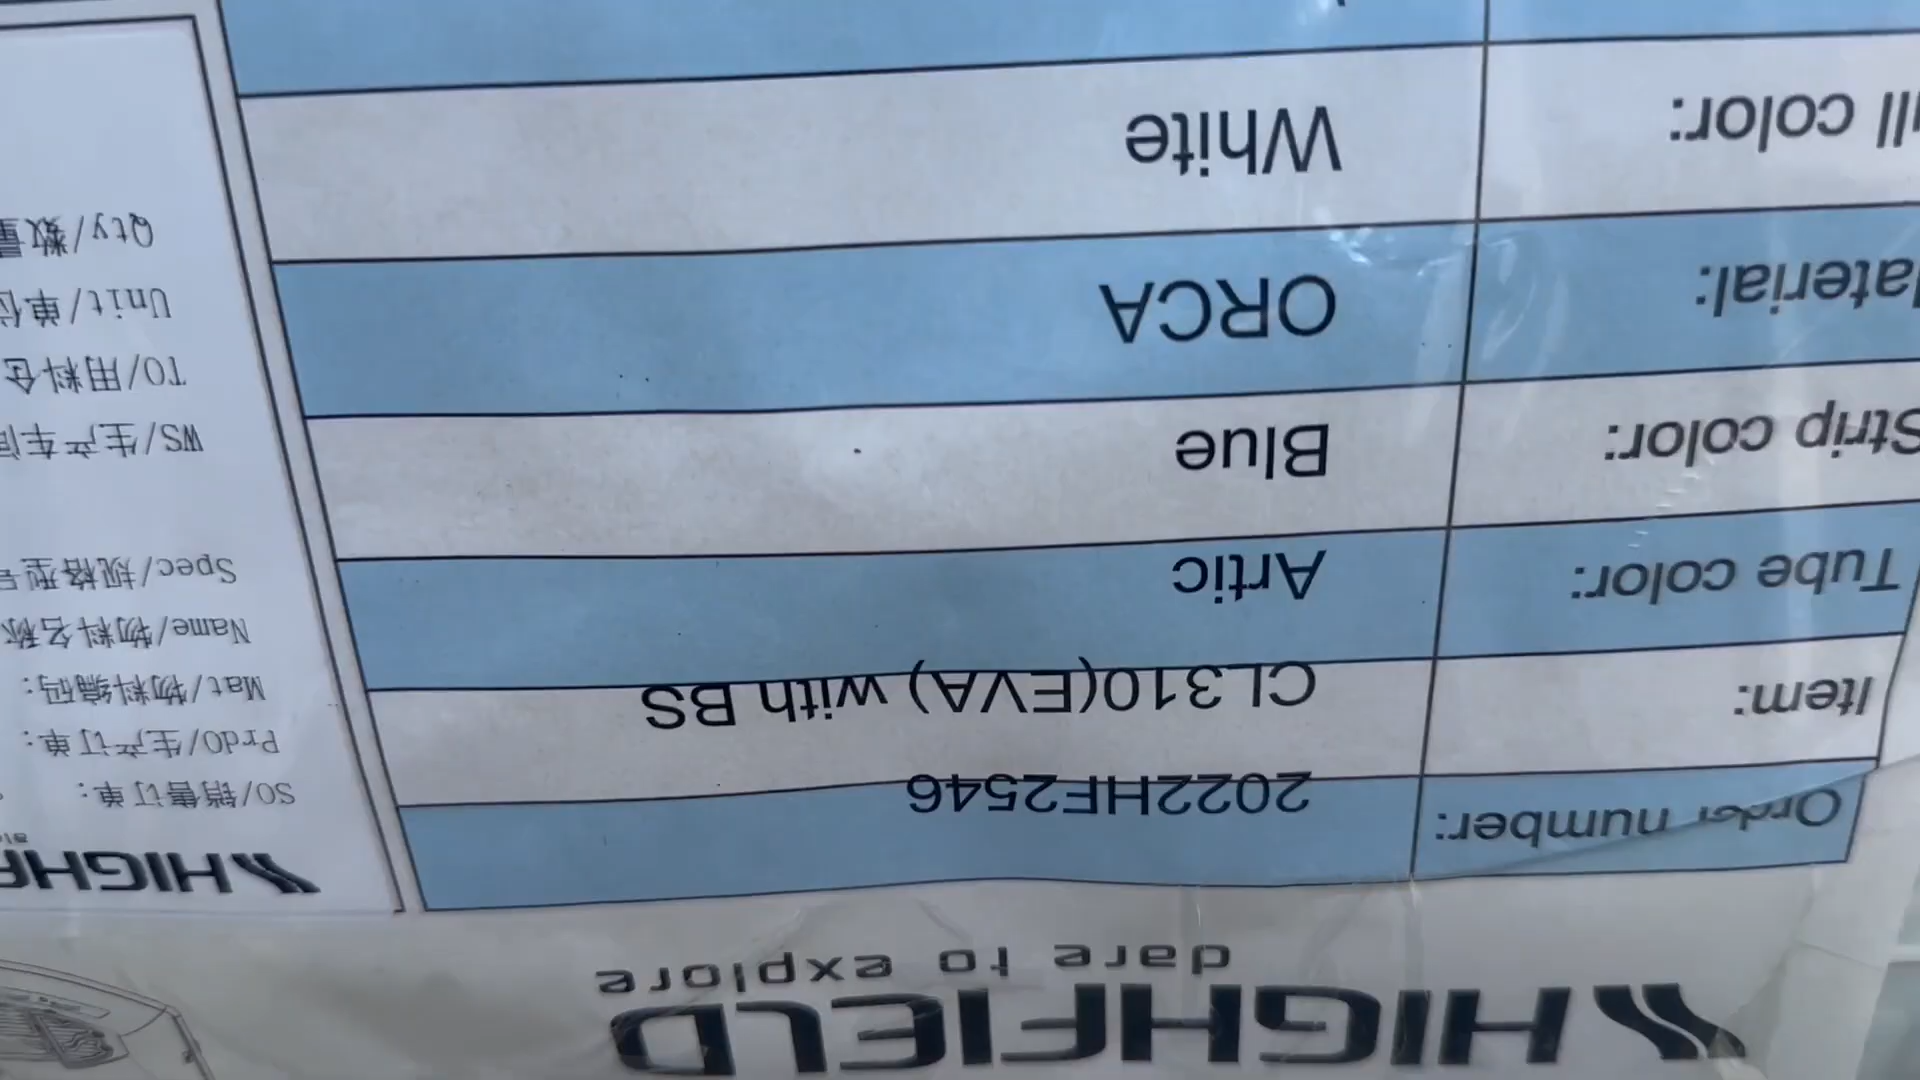 HIGHFIELD
dare to explore
Order number: 2022HF2546
Item: CL310(EVA) with BS
Tube color: Artic
Strip color: Blue
aterial: ORCA
ll color: White
SO/销售订单:
PrdO/生产订单:
Mat/物料编码:
Name/物料名称
Spec/规格型号
WS/生产车间
TO/用料仓
Unit/单位
Qty/数量